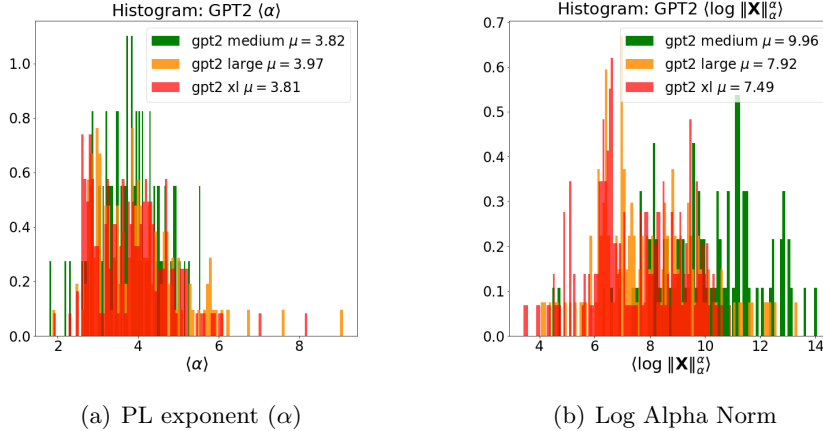 Histogram: GPT2 ⟨α⟩
gpt2 medium μ = 3.82
gpt2 large μ = 3.97
gpt2 xl μ = 3.81
1.0
0.8
0.6
0.4
0.2
0.0
2 4 6 8
⟨α⟩
(a) PL exponent (α)
Histogram: GPT2 ⟨log ‖X‖_α^α⟩
gpt2 medium μ = 9.96
gpt2 large μ = 7.92
gpt2 xl μ = 7.49
0.7
0.6
0.5
0.4
0.3
0.2
0.1
0.0
4 6 8 10 12 14
⟨log ‖X‖_α^α⟩
(b) Log Alpha Norm